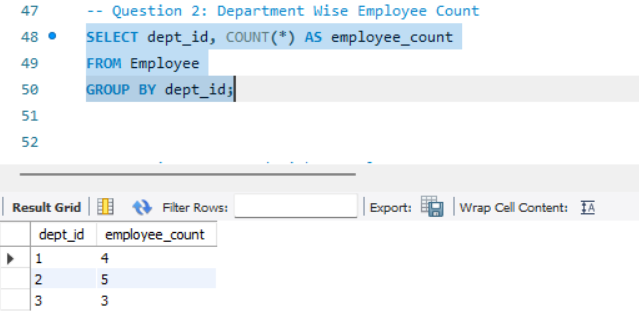 47 -- Question 2: Department Wise Employee Count
48 SELECT dept_id, COUNT(*) AS employee_count
49 FROM Employee
50 GROUP BY dept_id;
51
52
Result Grid Filter Rows: Export: Wrap Cell Content:
dept_id employee_count
1 4
2 5
3 3